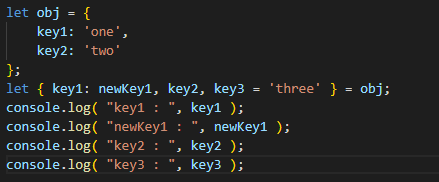 let obj = {
    key1: 'one',
    key2: 'two'
};
let { key1: newKey1, key2, key3 = 'three' } = obj;
console.log( "key1 : ", key1 );
console.log( "newKey1 : ", newKey1 );
console.log( "key2 : ", key2 );
console.log( "key3 : ", key3 );